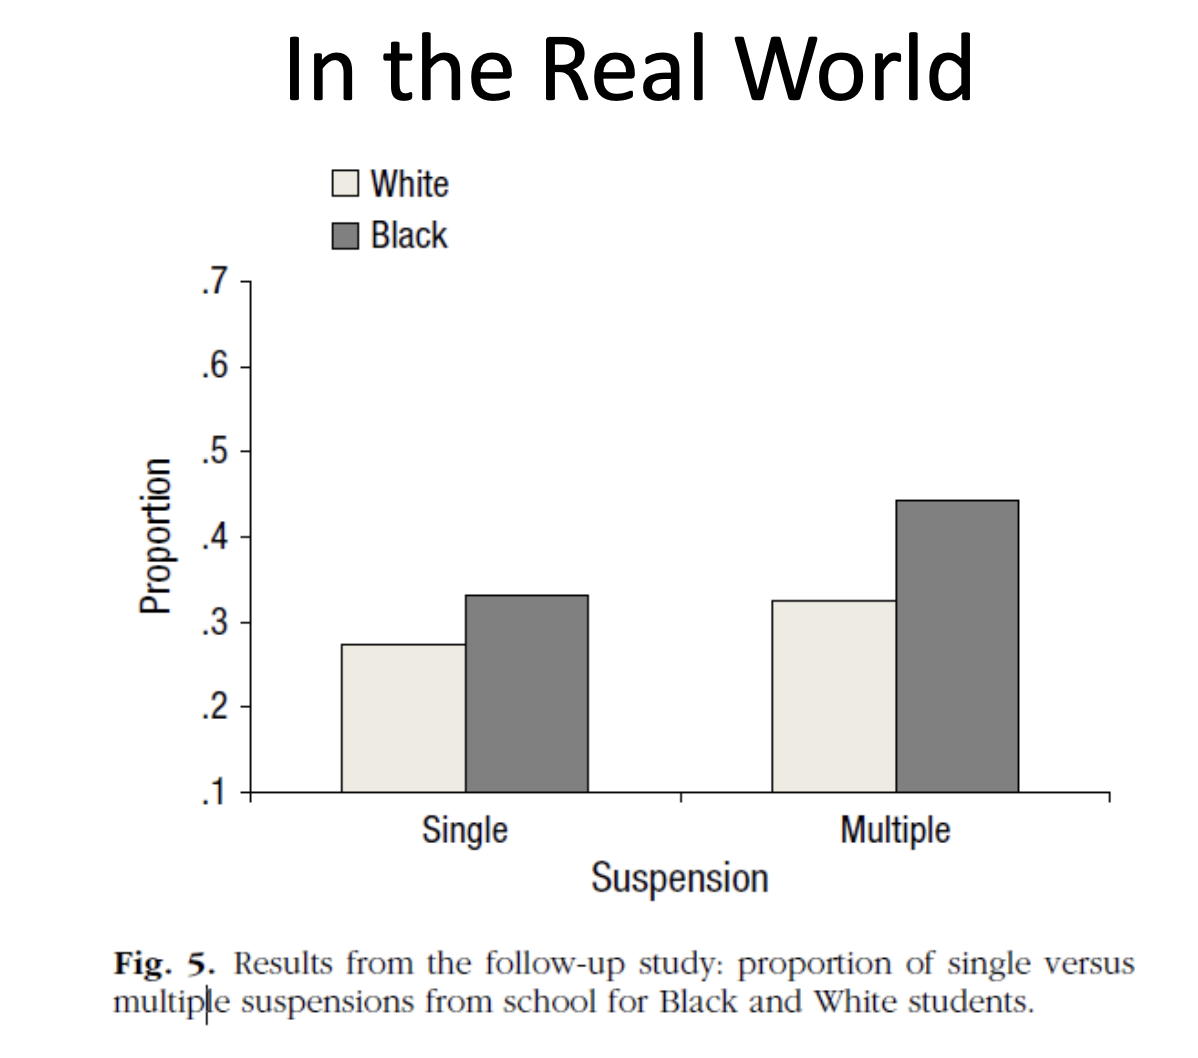 In the Real World
White
Black
.7
.6
.5
.4
.3
.2
.1
Proportion
Single
Multiple
Suspension
Fig. 5. Results from the follow-up study: proportion of single versus
multiple suspensions from school for Black and White students.